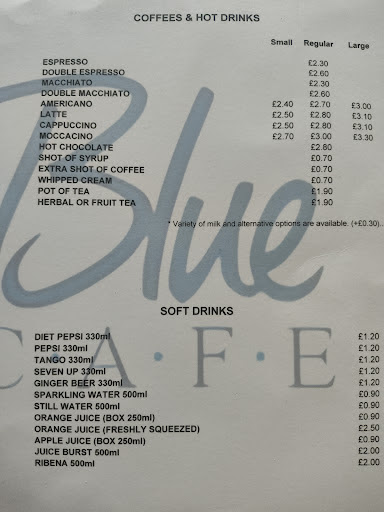 COFFEES & HOT DRINKS
Small Regular Large
ESPRESSO £2.30
DOUBLE ESPRESSO £2.60
MACCHIATO £2.30
DOUBLE MACCHIATO £2.60
AMERICANO £2.40 £2.70 £3.00
LATTE £2.50 £2.80 £3.10
CAPPUCCINO £2.50 £2.80 £3.10
MOCCACINO £2.70 £3.00 £3.30
HOT CHOCOLATE £2.80
SHOT OF SYRUP £0.70
EXTRA SHOT OF COFFEE £0.70
WHIPPED CREAM £0.70
POT OF TEA £1.90
HERBAL OR FRUIT TEA £1.90
* Variety of milk and alternative options are available. (+£0.30)..
Blue
CAFE
SOFT DRINKS
DIET PEPSI 330ml £1.20
PEPSI 330ml £1.20
TANGO 330ml £1.20
SEVEN UP 330ml £1.20
GINGER BEER 330ml £1.20
SPARKLING WATER 500ml £0.90
STILL WATER 500ml £0.90
ORANGE JUICE (BOX 250ml) £0.90
ORANGE JUICE (FRESHLY SQUEEZED) £2.50
APPLE JUICE (BOX 250ml) £0.90
JUICE BURST 500ml £2.00
RIBENA 500ml £2.00